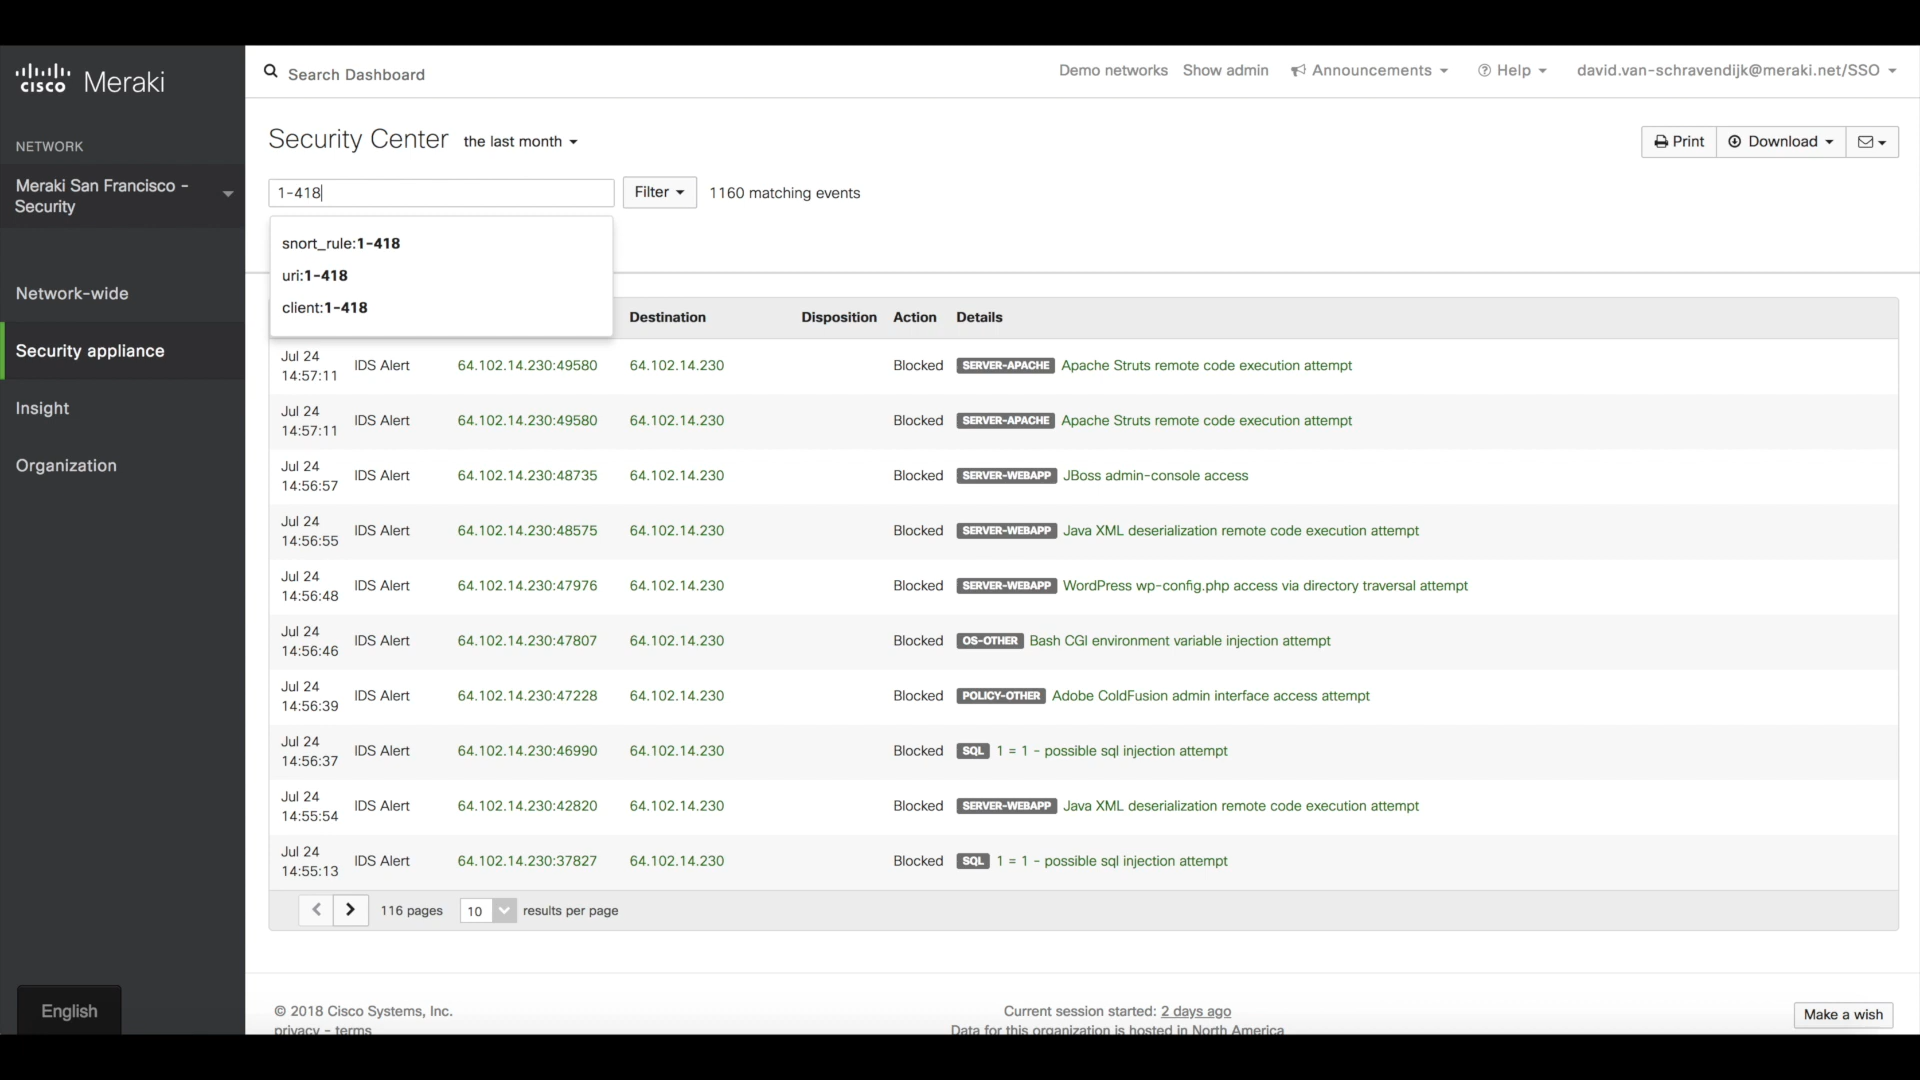 cisco Meraki
Search Dashboard
Demo networks Show admin Announcements Help david.van-schravendijk@meraki.net/SSO
NETWORK
Meraki San Francisco -
Security
Network-wide
Security appliance
Insight
Organization
English
Security Center the last month
Print Download
1-418 Filter 1160 matching events
snort_rule:1-418
uri:1-418
client:1-418
Destination Disposition Action Details
Jul 24
14:57:11 IDS Alert 64.102.14.230:49580 64.102.14.230 Blocked SERVER-APACHE Apache Struts remote code execution attempt
Jul 24
14:57:11 IDS Alert 64.102.14.230:49580 64.102.14.230 Blocked SERVER-APACHE Apache Struts remote code execution attempt
Jul 24
14:56:57 IDS Alert 64.102.14.230:48735 64.102.14.230 Blocked SERVER-WEBAPP JBoss admin-console access
Jul 24
14:56:55 IDS Alert 64.102.14.230:48575 64.102.14.230 Blocked SERVER-WEBAPP Java XML deserialization remote code execution attempt
Jul 24
14:56:48 IDS Alert 64.102.14.230:47976 64.102.14.230 Blocked SERVER-WEBAPP WordPress wp-config.php access via directory traversal attempt
Jul 24
14:56:46 IDS Alert 64.102.14.230:47807 64.102.14.230 Blocked OS-OTHER Bash CGI environment variable injection attempt
Jul 24
14:56:39 IDS Alert 64.102.14.230:47228 64.102.14.230 Blocked POLICY-OTHER Adobe ColdFusion admin interface access attempt
Jul 24
14:56:37 IDS Alert 64.102.14.230:46990 64.102.14.230 Blocked SQL 1 = 1 - possible sql injection attempt
Jul 24
14:55:54 IDS Alert 64.102.14.230:42820 64.102.14.230 Blocked SERVER-WEBAPP Java XML deserialization remote code execution attempt
Jul 24
14:55:13 IDS Alert 64.102.14.230:37827 64.102.14.230 Blocked SQL 1 = 1 - possible sql injection attempt
116 pages 10 results per page
© 2018 Cisco Systems, Inc. Current session started: 2 days ago Make a wish
privacy - terms Data for this organization is hosted in North America